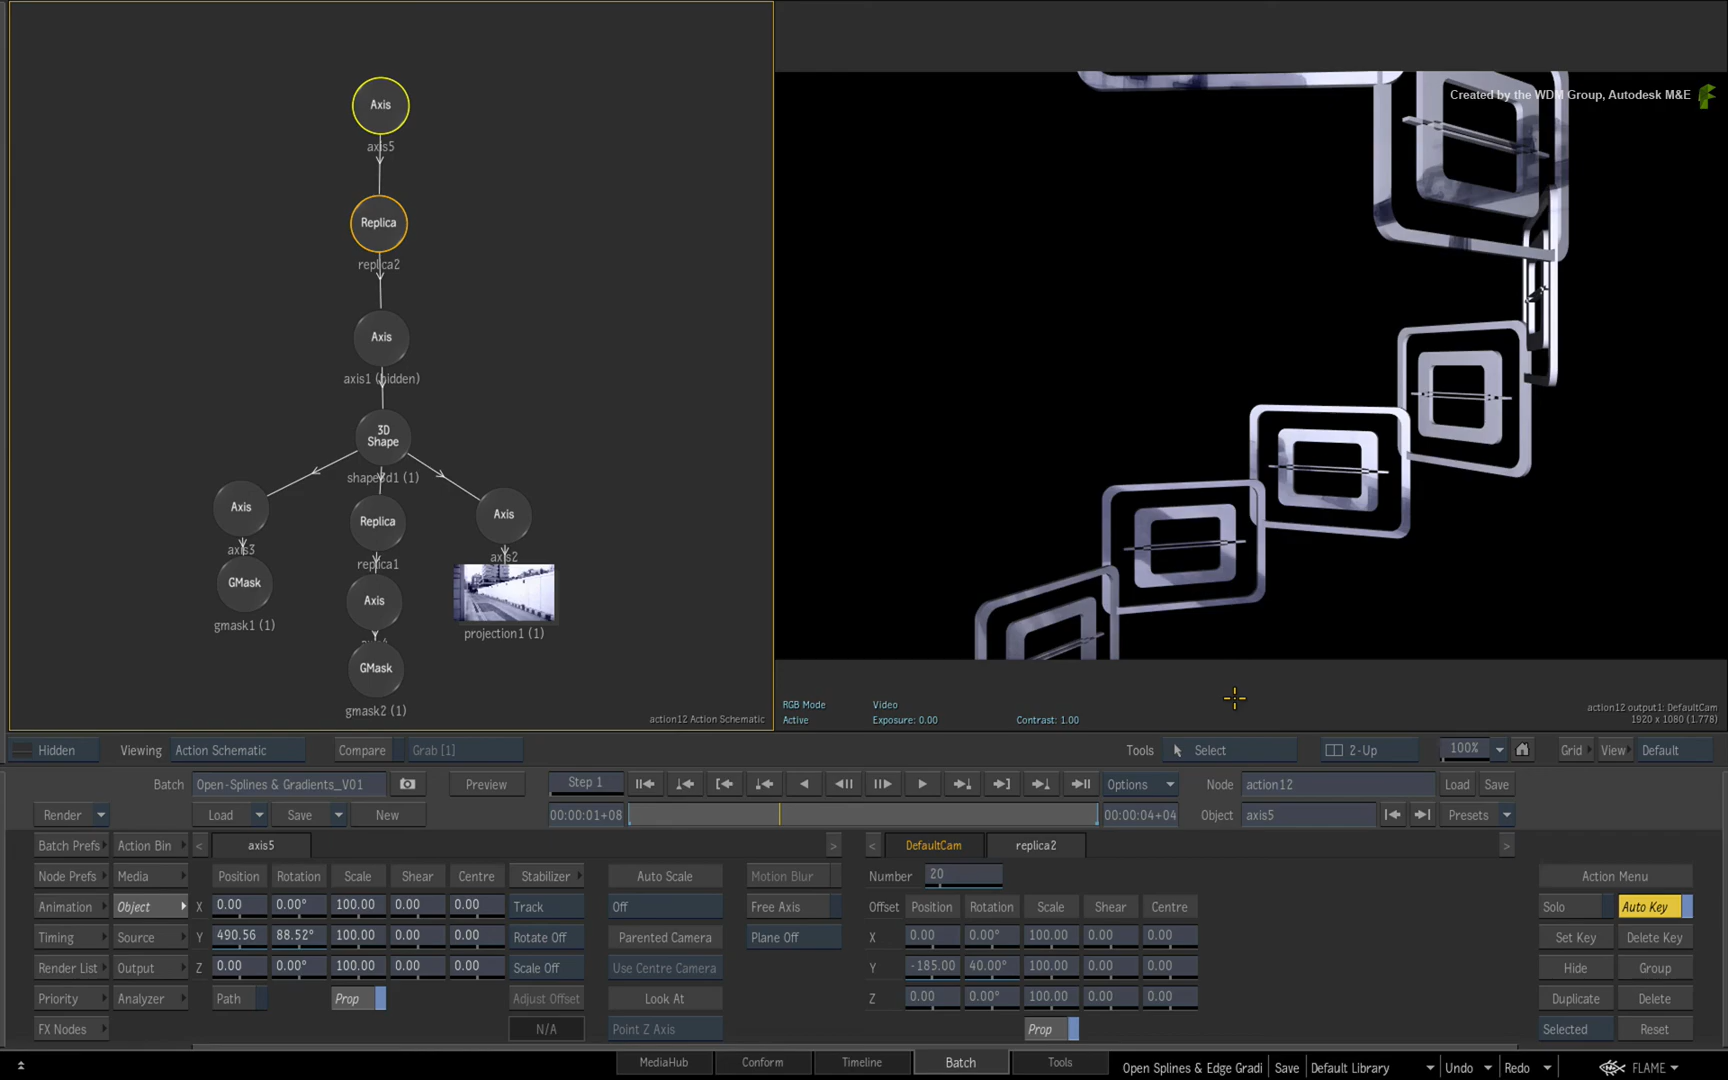 Axis
axis5
Replica
replica2
Axis
axis1 (hidden)
3D
Shape
shape3d1 (1)
Axis
axis3
GMask
gmask1 (1)
Replica
replica1
Axis
GMask
gmask2 (1)
Axis
axis2
projection1 (1)
action12 Action Schematic
Created by the WDM Group, Autodesk M&E
RGB Mode
Active
Video
Exposure: 0.00
Contrast: 1.00
action12 output1: DefaultCam
1920 x 1080 (1.778)
Hidden Viewing Action Schematic Compare Grab [1] Tools Select 2-Up 100% Grid View Default
Batch Open-Splines & Gradients_V01 Preview Step 1 Options Node action12 Load Save
Render Load Save New 00:00:01+08 00:00:04+04 Object axis5 Presets
Batch Prefs Action Bin < axis5 > < DefaultCam replica2 >
Node Prefs Media Position Rotation Scale Shear Centre Stabilizer Auto Scale Motion Blur Number 20 Action Menu
Animation Object X 0.00 0.00° 100.00 0.00 0.00 Track Off Free Axis Offset Position Rotation Scale Shear Centre Solo Auto Key
Timing Source Y 490.56 88.52° 100.00 0.00 0.00 Rotate Off Parented Camera Plane Off X 0.00 0.00° 100.00 0.00 0.00 Set Key Delete Key
Render List Output Z 0.00 0.00° 100.00 0.00 0.00 Scale Off Use Centre Camera Y -185.00 40.00° 100.00 0.00 0.00 Hide Group
Priority Analyzer Path Prop Adjust Offset Look At Z 0.00 0.00° 100.00 0.00 0.00 Duplicate Delete
FX Nodes N/A Point Z Axis Prop Selected Reset
MediaHub Conform Timeline Batch Tools Open Splines & Edge Gradi Save Default Library Undo Redo FLAME